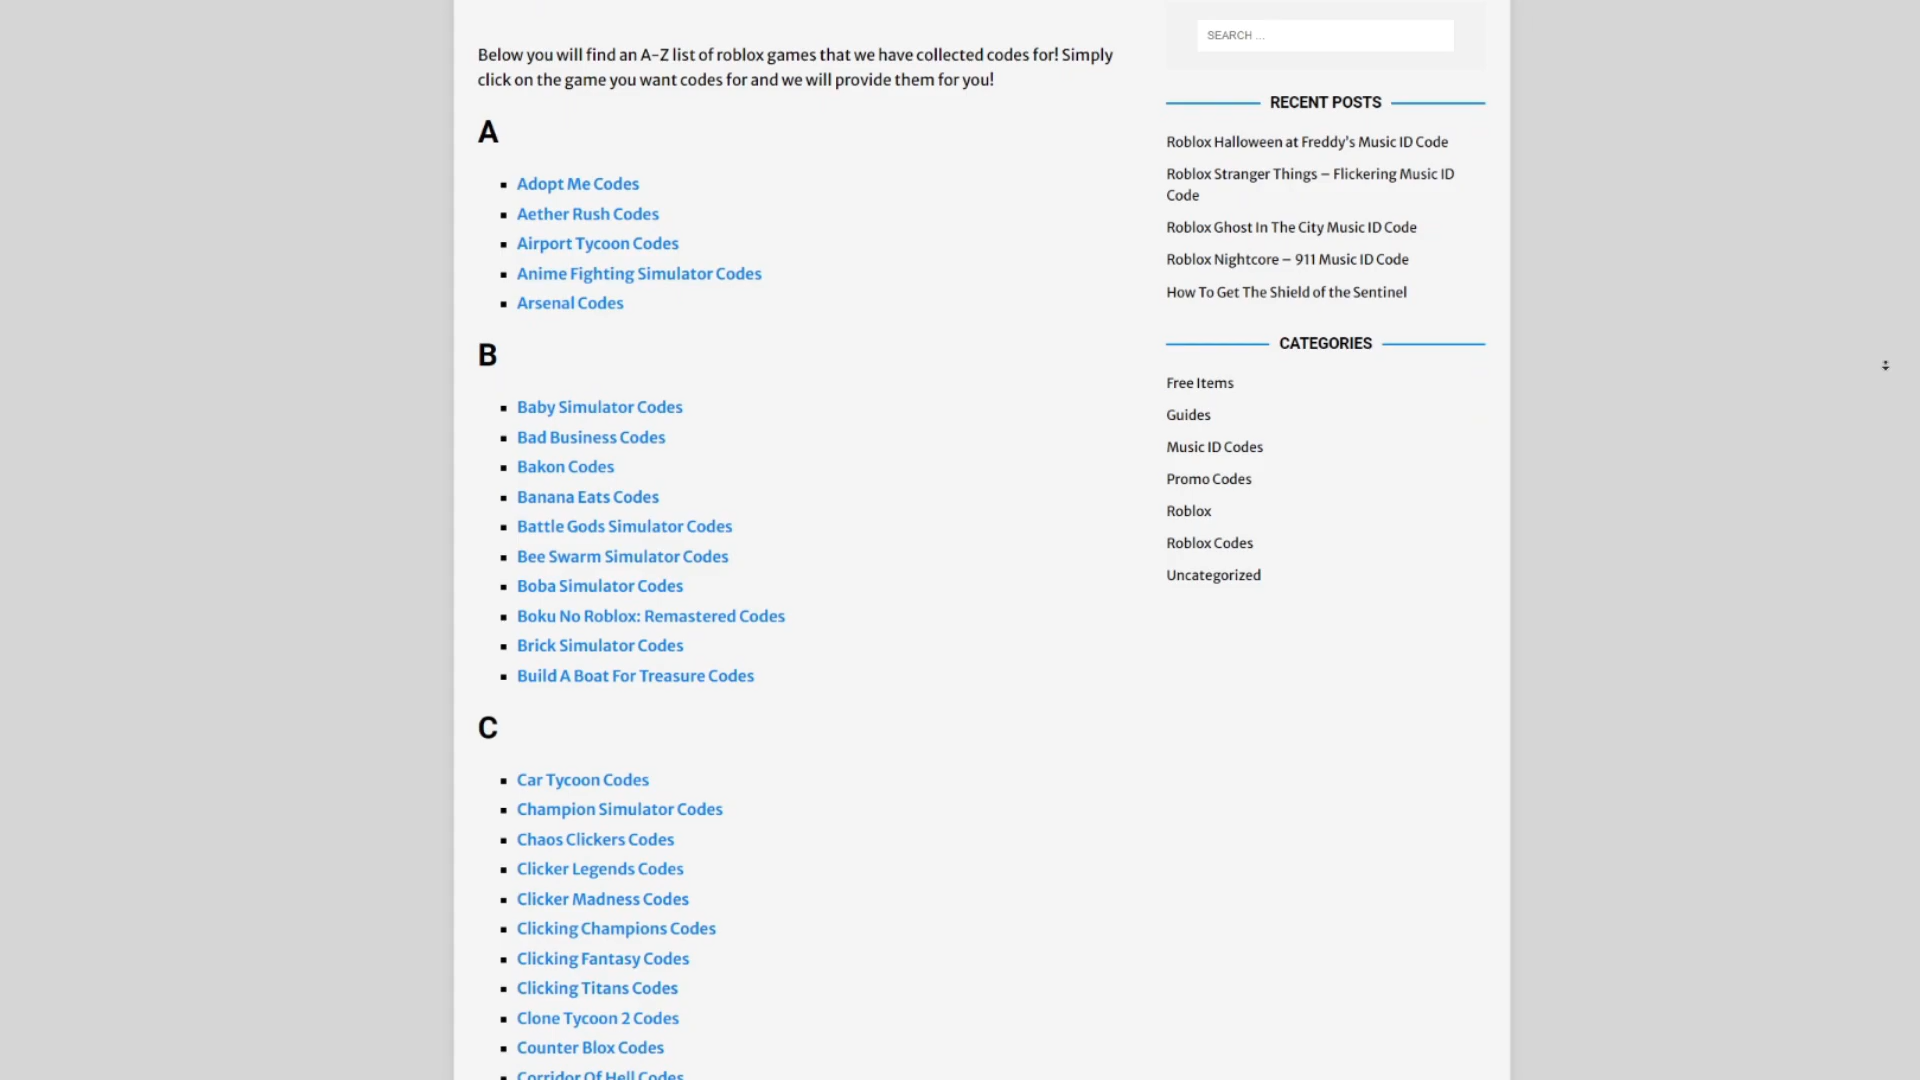 Below you will find an A-Z list of roblox games that we have collected codes for! Simply
click on the game you want codes for and we will provide them for you!
A
Adopt Me Codes
Aether Rush Codes
Airport Tycoon Codes
Anime Fighting Simulator Codes
Arsenal Codes
B
Baby Simulator Codes
Bad Business Codes
Bakon Codes
Banana Eats Codes
Battle Gods Simulator Codes
Bee Swarm Simulator Codes
Boba Simulator Codes
Boku No Roblox: Remastered Codes
Brick Simulator Codes
Build A Boat For Treasure Codes
C
Car Tycoon Codes
Champion Simulator Codes
Chaos Clickers Codes
Clicker Legends Codes
Clicker Madness Codes
Clicking Champions Codes
Clicking Fantasy Codes
Clicking Titans Codes
Clone Tycoon 2 Codes
Counter Blox Codes
Corridor Of Hell Codes
SEARCH ...
RECENT POSTS
Roblox Halloween at Freddy’s Music ID Code
Roblox Stranger Things – Flickering Music ID
Code
Roblox Ghost In The City Music ID Code
Roblox Nightcore – 911 Music ID Code
How To Get The Shield of the Sentinel
CATEGORIES
Free Items
Guides
Music ID Codes
Promo Codes
Roblox
Roblox Codes
Uncategorized